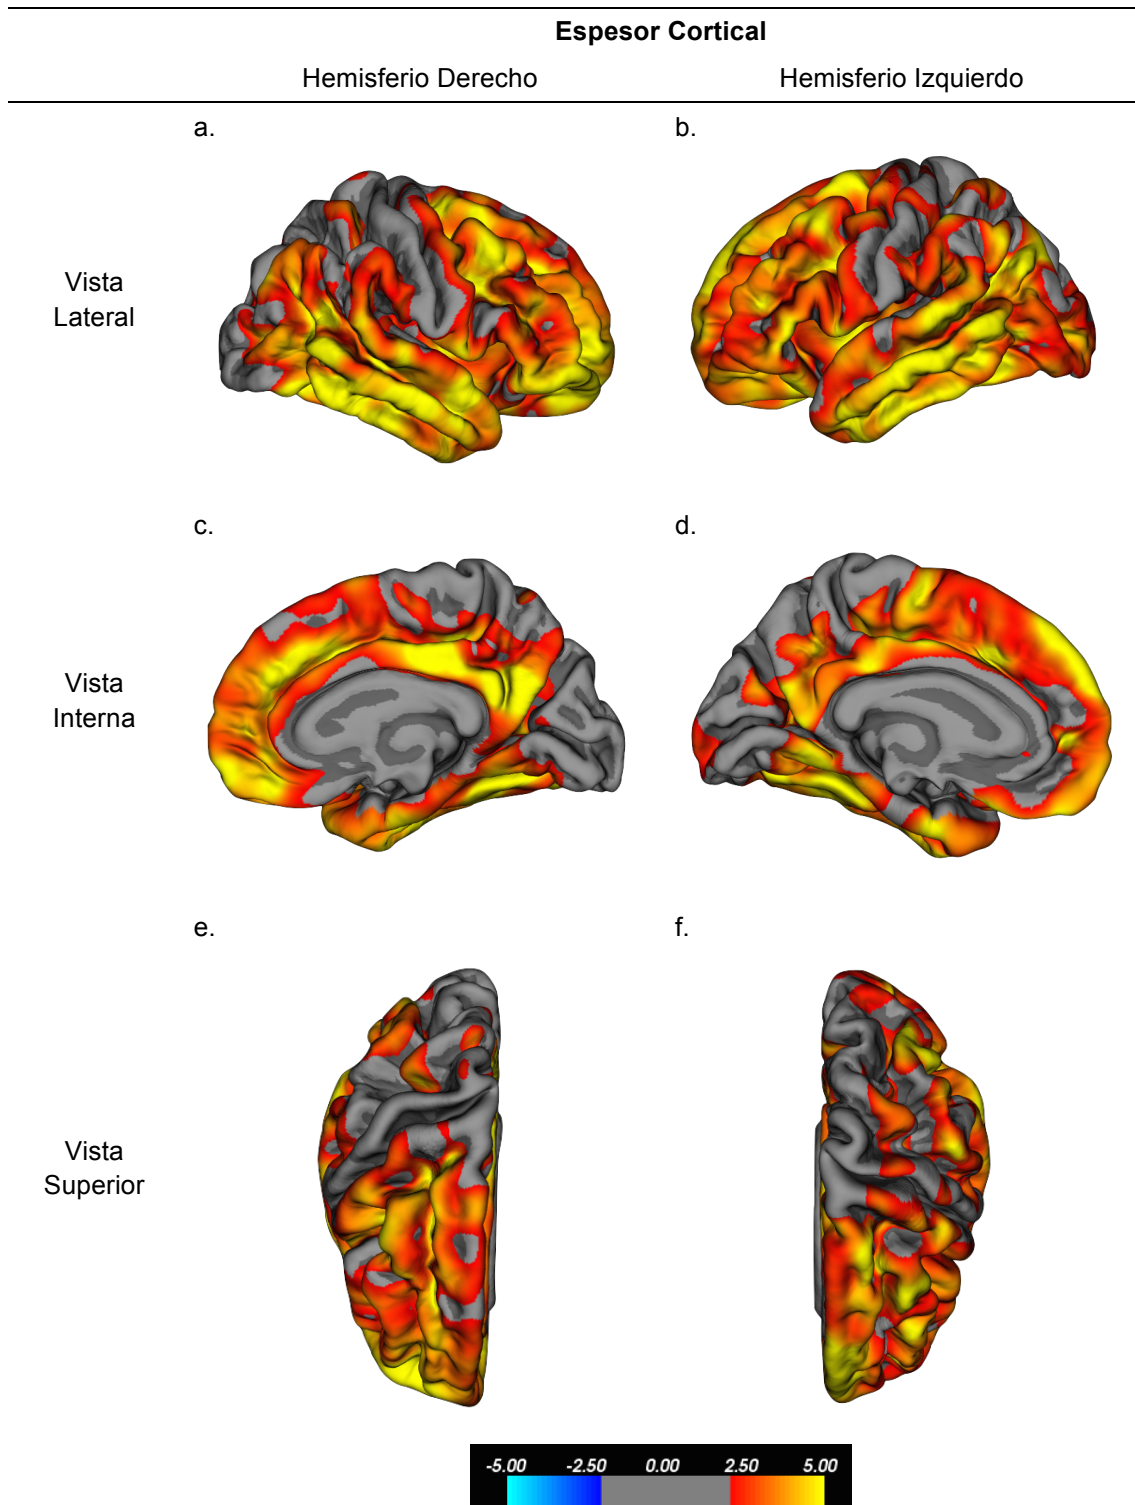 Espesor Cortical
Hemisferio Derecho Hemisferio Izquierdo
a. b.
Vista
Lateral
c. d.
Vista
Interna
e. f.
Vista
Superior
-5.00 -2.50 0.00 2.50 5.00